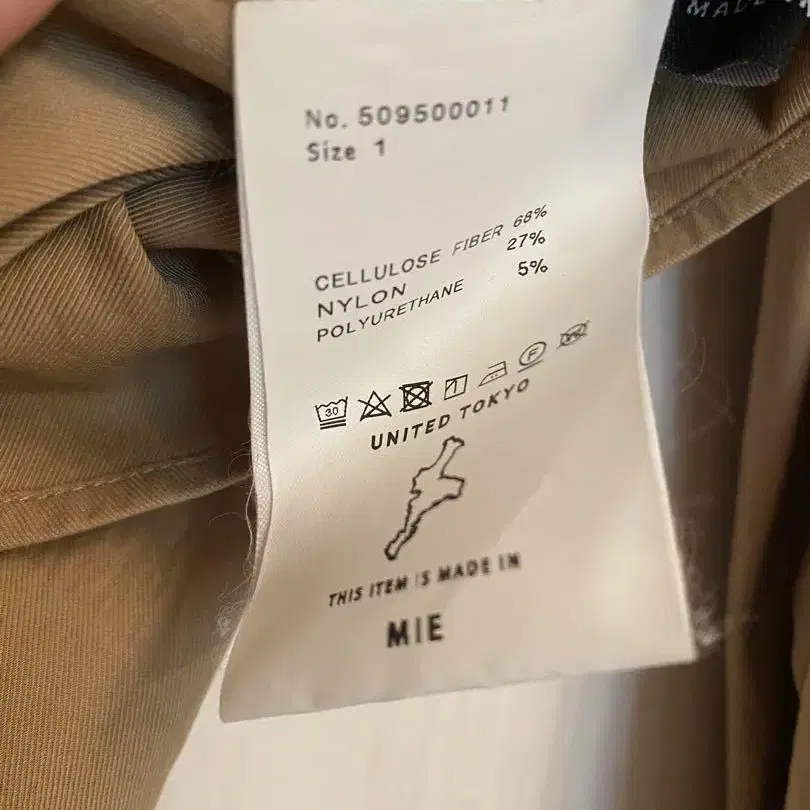 No. 509500011
Size 1
CELLULOSE FIBER 68%
NYLON 27%
POLYURETHANE 5%
30
F
UNITED TOKYO
THIS ITEM IS MADE IN
MIE